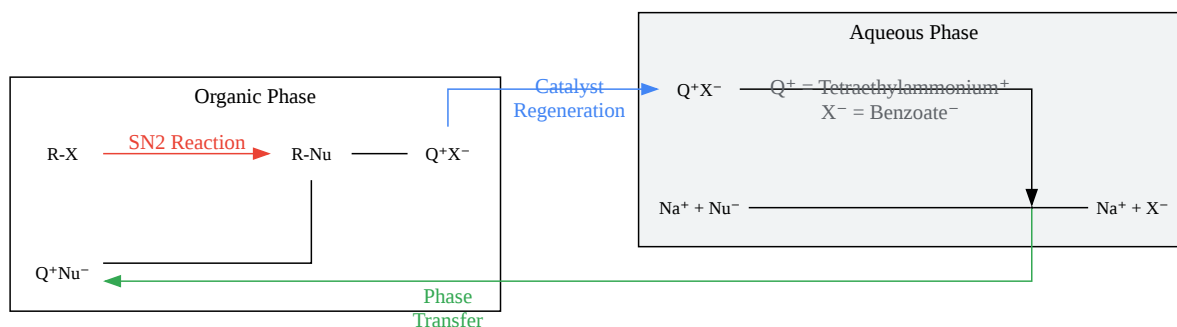 Aqueous Phase
Organic Phase
Catalyst
Regeneration
Q⁺X⁻
Q⁺ = Tetraethylammonium⁺
X⁻ = Benzoate⁻
R-X
SN2 Reaction
R-Nu
Q⁺X⁻
Na⁺ + Nu⁻
Na⁺ + X⁻
Q⁺Nu⁻
Phase
Transfer